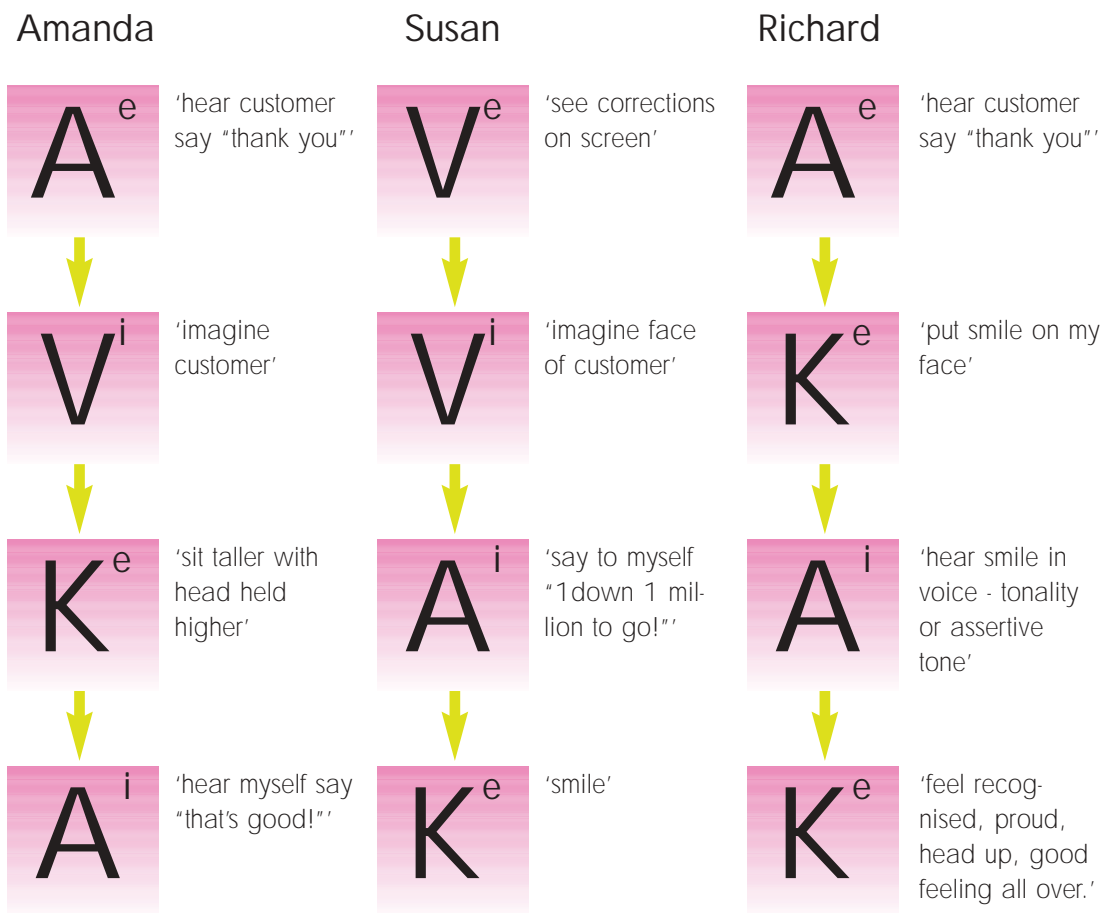 Amanda
Susan
Richard
A e
'hear customer
say "thank you"'
V e
'see corrections
on screen'
A e
'hear customer
say "thank you"'
V i
'imagine
customer'
V i
'imagine face
of customer'
K e
'put smile on my
face'
K e
'sit taller with
head held
higher'
A i
'say to myself
"1down 1 mil-
lion to go!"'
A i
'hear smile in
voice - tonality
or assertive
tone'
A i
'hear myself say
"that's good!"'
K e
'smile'
K e
'feel recog-
nised, proud,
head up, good
feeling all over.'